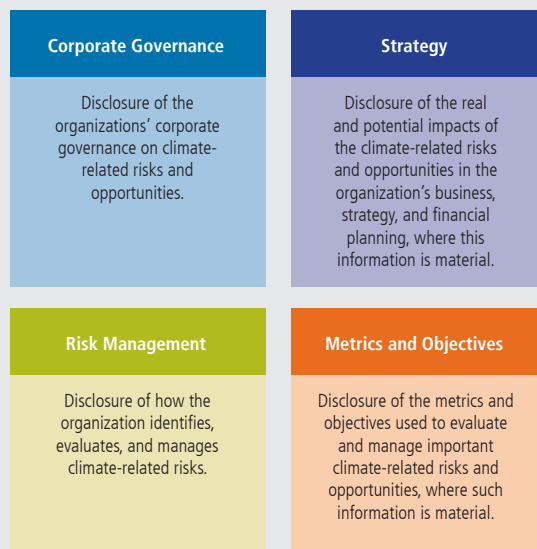 Corporate Governance
Disclosure of the
organizations' corporate
governance on climate-
related risks and
opportunities.
Strategy
Disclosure of the real
and potential impacts of
the climate-related risks
and opportunities in the
organization's business,
strategy, and financial
planning, where this
information is material.
Risk Management
Disclosure of how the
organization identifies,
evaluates, and manages
climate-related risks.
Metrics and Objectives
Disclosure of the metrics and
objectives used to evaluate
and manage important
climate-related risks and
opportunities, where such
information is material.